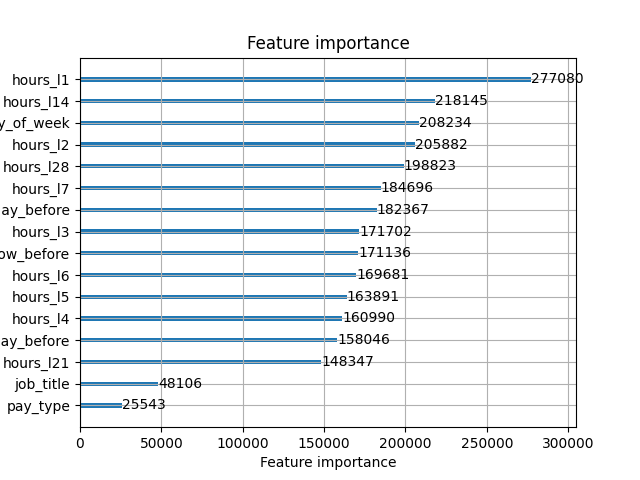 Feature importance
hours_l1 277080
hours_l14 218145
y_of_week 208234
hours_l2 205882
hours_l28 198823
hours_l7 184696
ay_before 182367
hours_l3 171702
ow_before 171136
hours_l6 169681
hours_l5 163891
hours_l4 160990
ay_before 158046
hours_l21 148347
job_title 48106
pay_type 25543
0 50000 100000 150000 200000 250000 300000
Feature importance